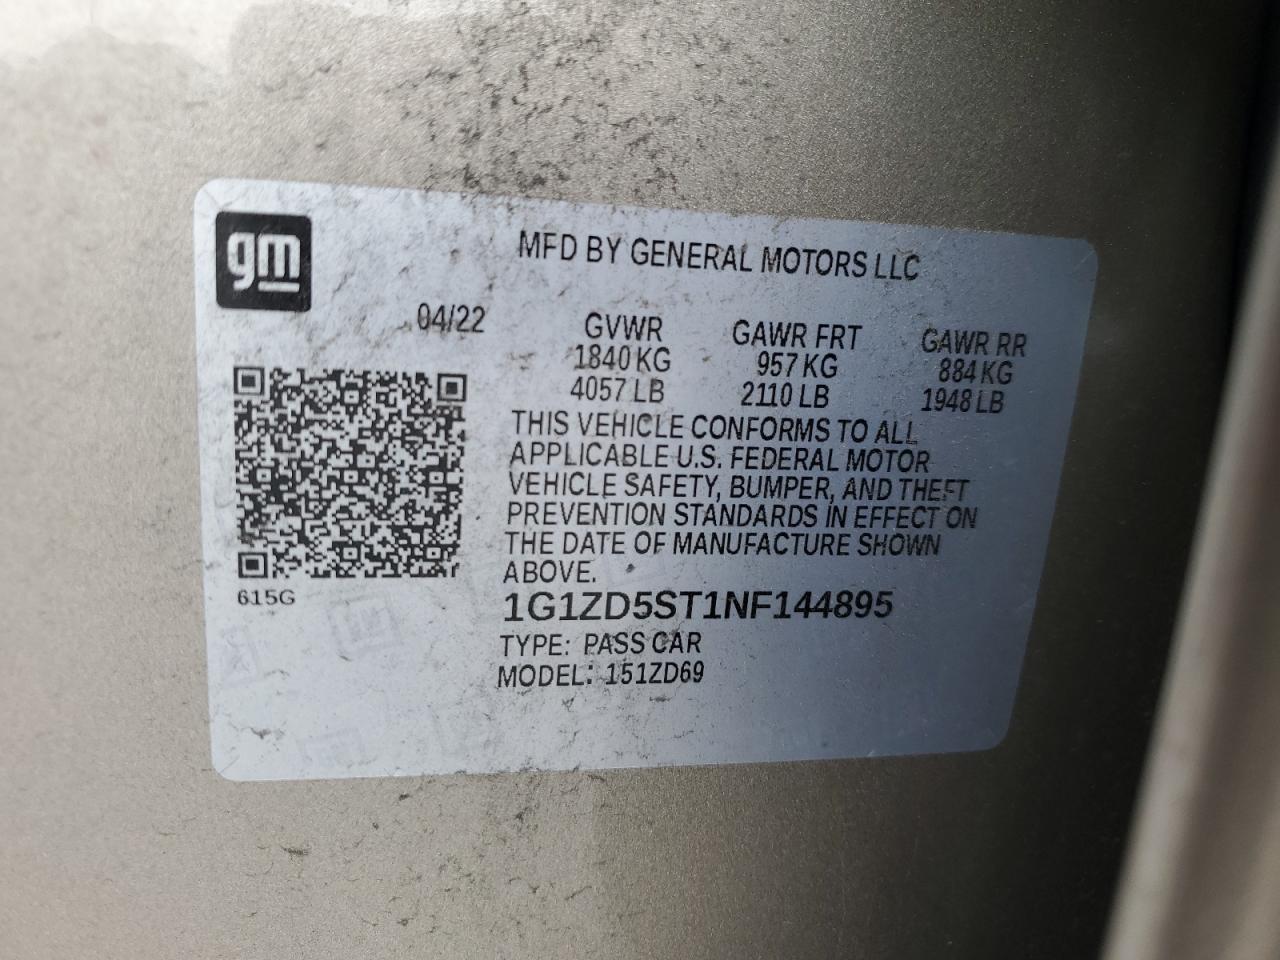 gm
MFD BY GENERAL MOTORS LLC
04/22 GVWR GAWR FRT GAWR RR
1840 KG 957 KG 884 KG
4057 LB 2110 LB 1948 LB
THIS VEHICLE CONFORMS TO ALL
APPLICABLE U.S. FEDERAL MOTOR
VEHICLE SAFETY, BUMPER, AND THEFT
PREVENTION STANDARDS IN EFFECT ON
THE DATE OF MANUFACTURE SHOWN
ABOVE.
615G
1G1ZD5ST1NF144895
TYPE: PASS CAR
MODEL: 151ZD69